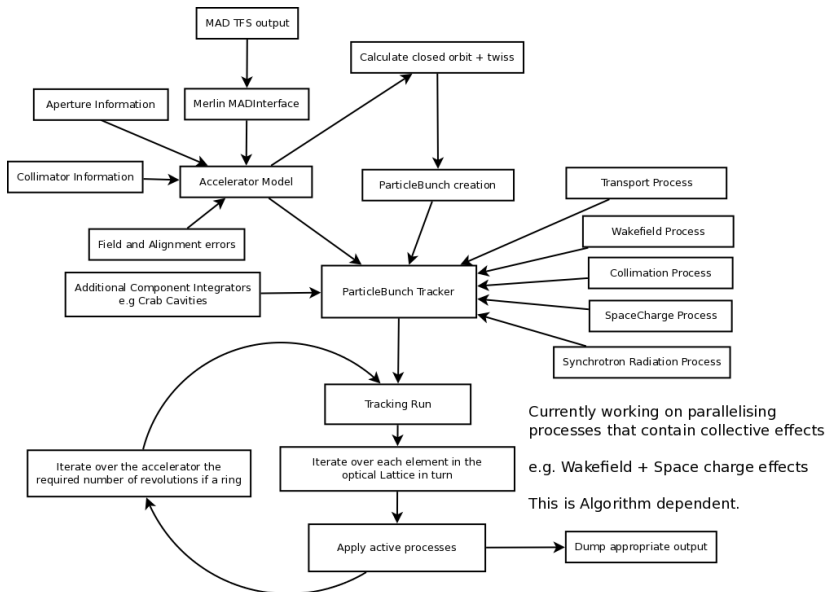 MAD TFS output
Calculate closed orbit + twiss
Aperture Information
Merlin MADInterface
Collimator Information
Accelerator Model
ParticleBunch creation
Transport Process
Field and Alignment errors
Wakefield Process
Additional Component Integrators
e.g Crab Cavities
ParticleBunch Tracker
Collimation Process
SpaceCharge Process
Synchrotron Radiation Process
Tracking Run
Currently working on parallelising
processes that contain collective effects
e.g. Wakefield + Space charge effects
This is Algorithm dependent.
Iterate over the accelerator the
required number of revolutions if a ring
Iterate over each element in the
optical Lattice in turn
Apply active processes
Dump appropriate output